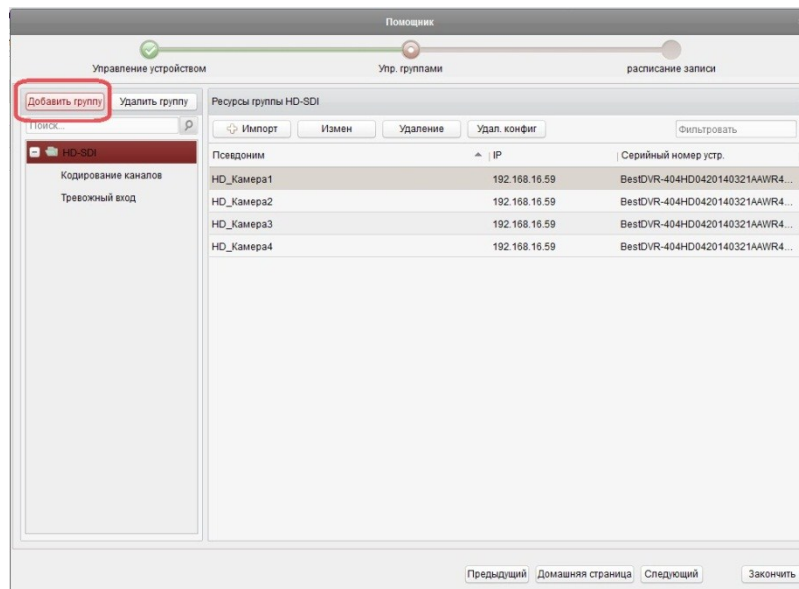 Помощник
Управление устройством Упр. группами расписание записи
Добавить группу Удалить группу Ресурсы группы HD-SDI
Поиск... Импорт Измен Удаление Удал. конфиг Фильтровать
HD-SDI Псевдоним IP Серийный номер устр.
Кодирование каналов HD_Камера1 192.168.16.59 BestDVR-404HD0420140321AAWR4...
Тревожный вход HD_Камера2 192.168.16.59 BestDVR-404HD0420140321AAWR4...
HD_Камера3 192.168.16.59 BestDVR-404HD0420140321AAWR4...
HD_Камера4 192.168.16.59 BestDVR-404HD0420140321AAWR4...
Предыдущий Домашняя страница Следующий Закончить